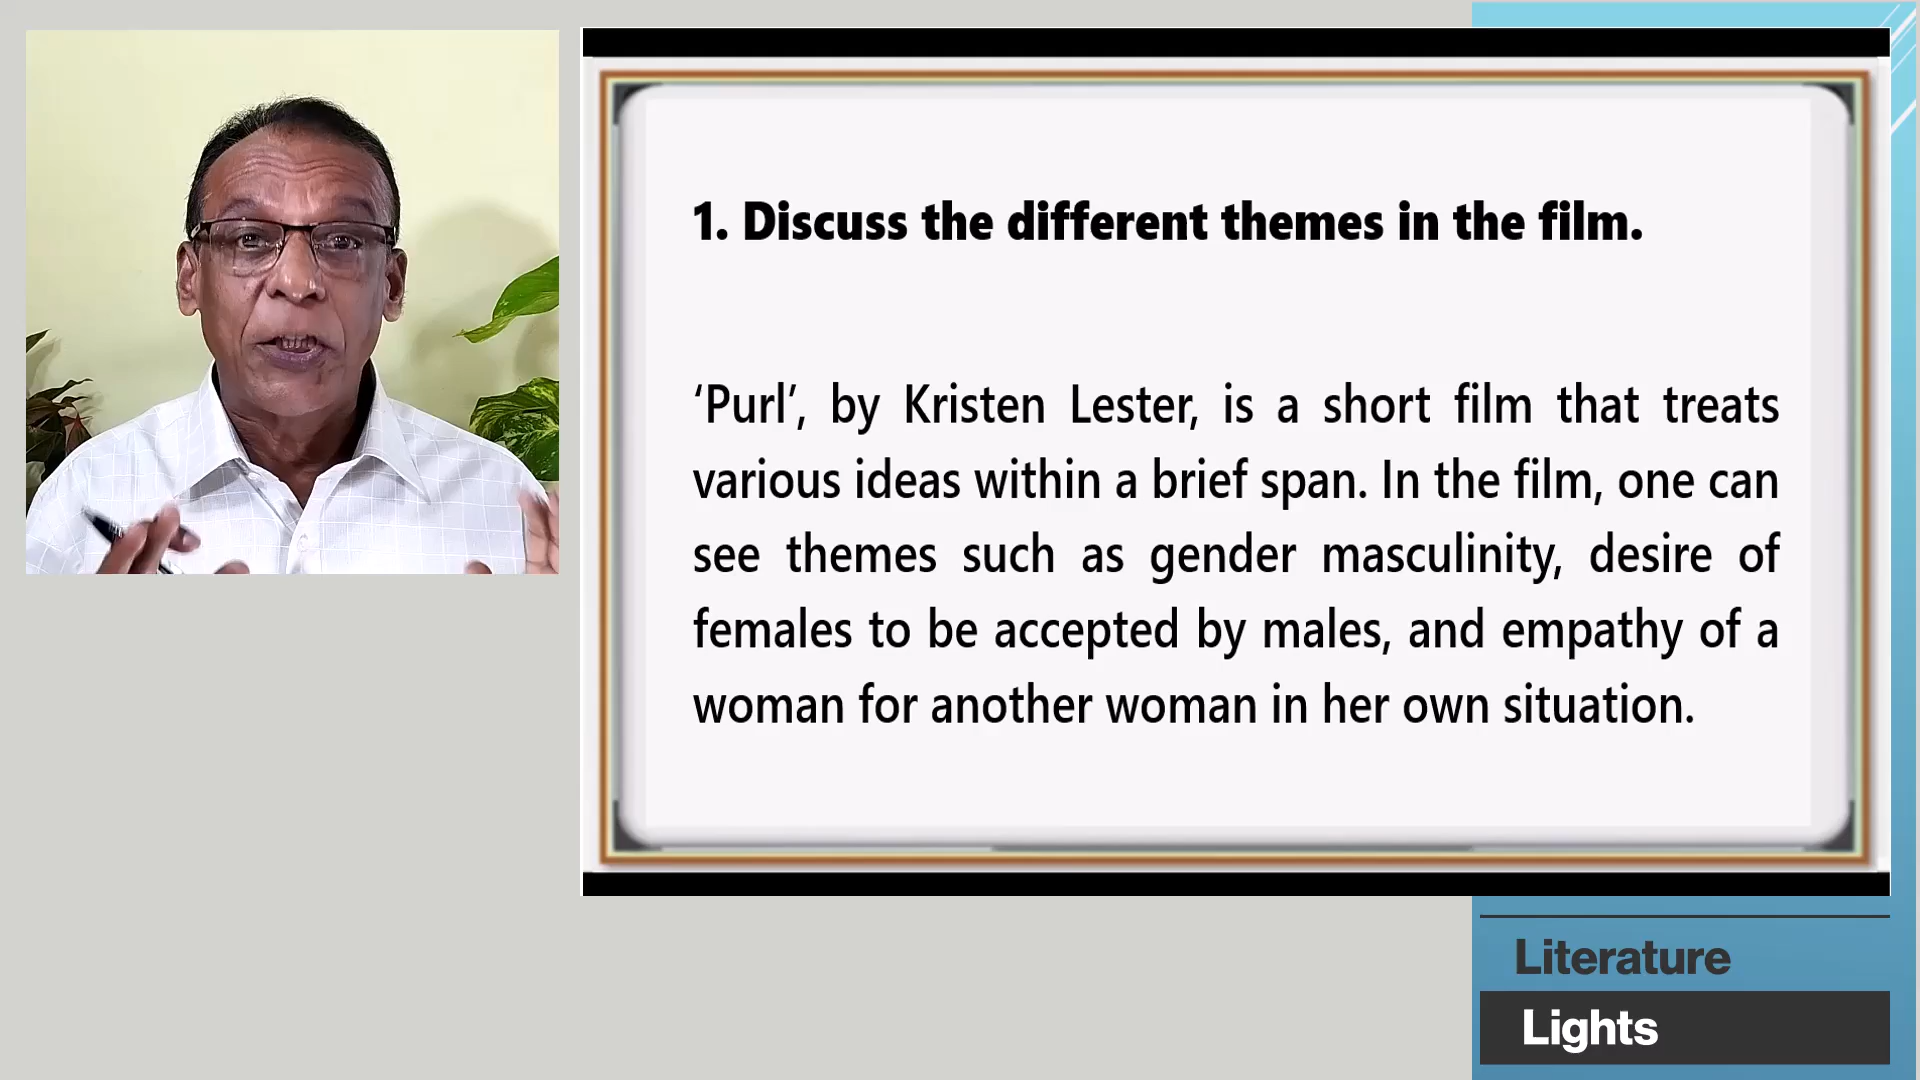 1. Discuss the different themes in the film.
‘Purl’, by Kristen Lester, is a short film that treats
various ideas within a brief span. In the film, one can
see themes such as gender masculinity, desire of
females to be accepted by males, and empathy of a
woman for another woman in her own situation.
Literature
Lights